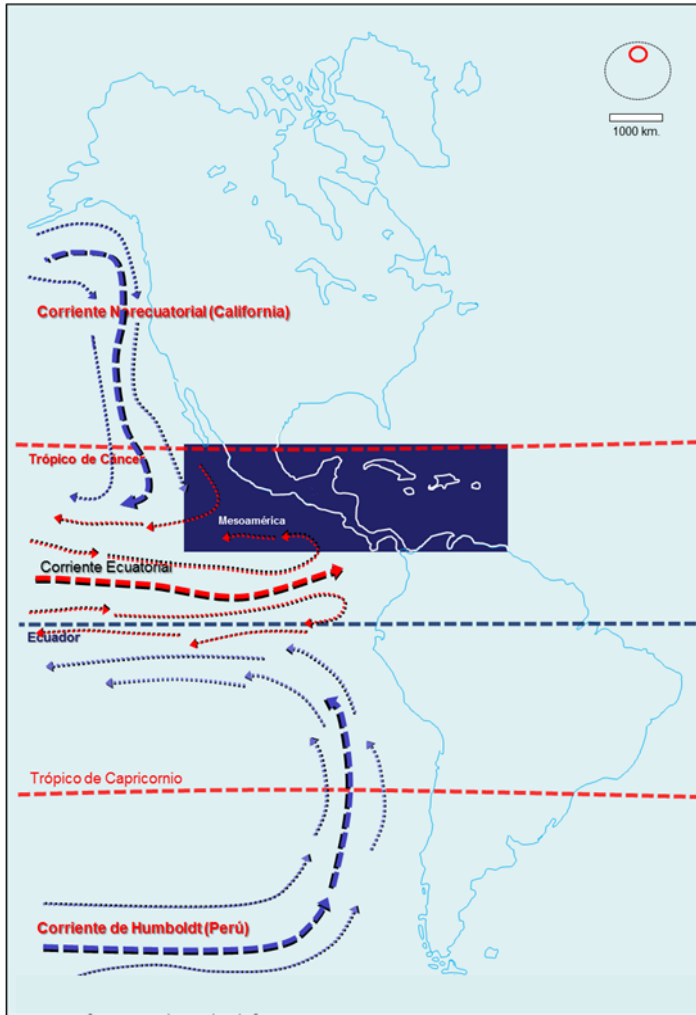 1000 km.
Corriente Norecuatorial (California)
Trópico de Cáncer
Mesoamérica
Corriente Ecuatorial
Ecuador
Trópico de Capricornio
Corriente de Humboldt (Perú)